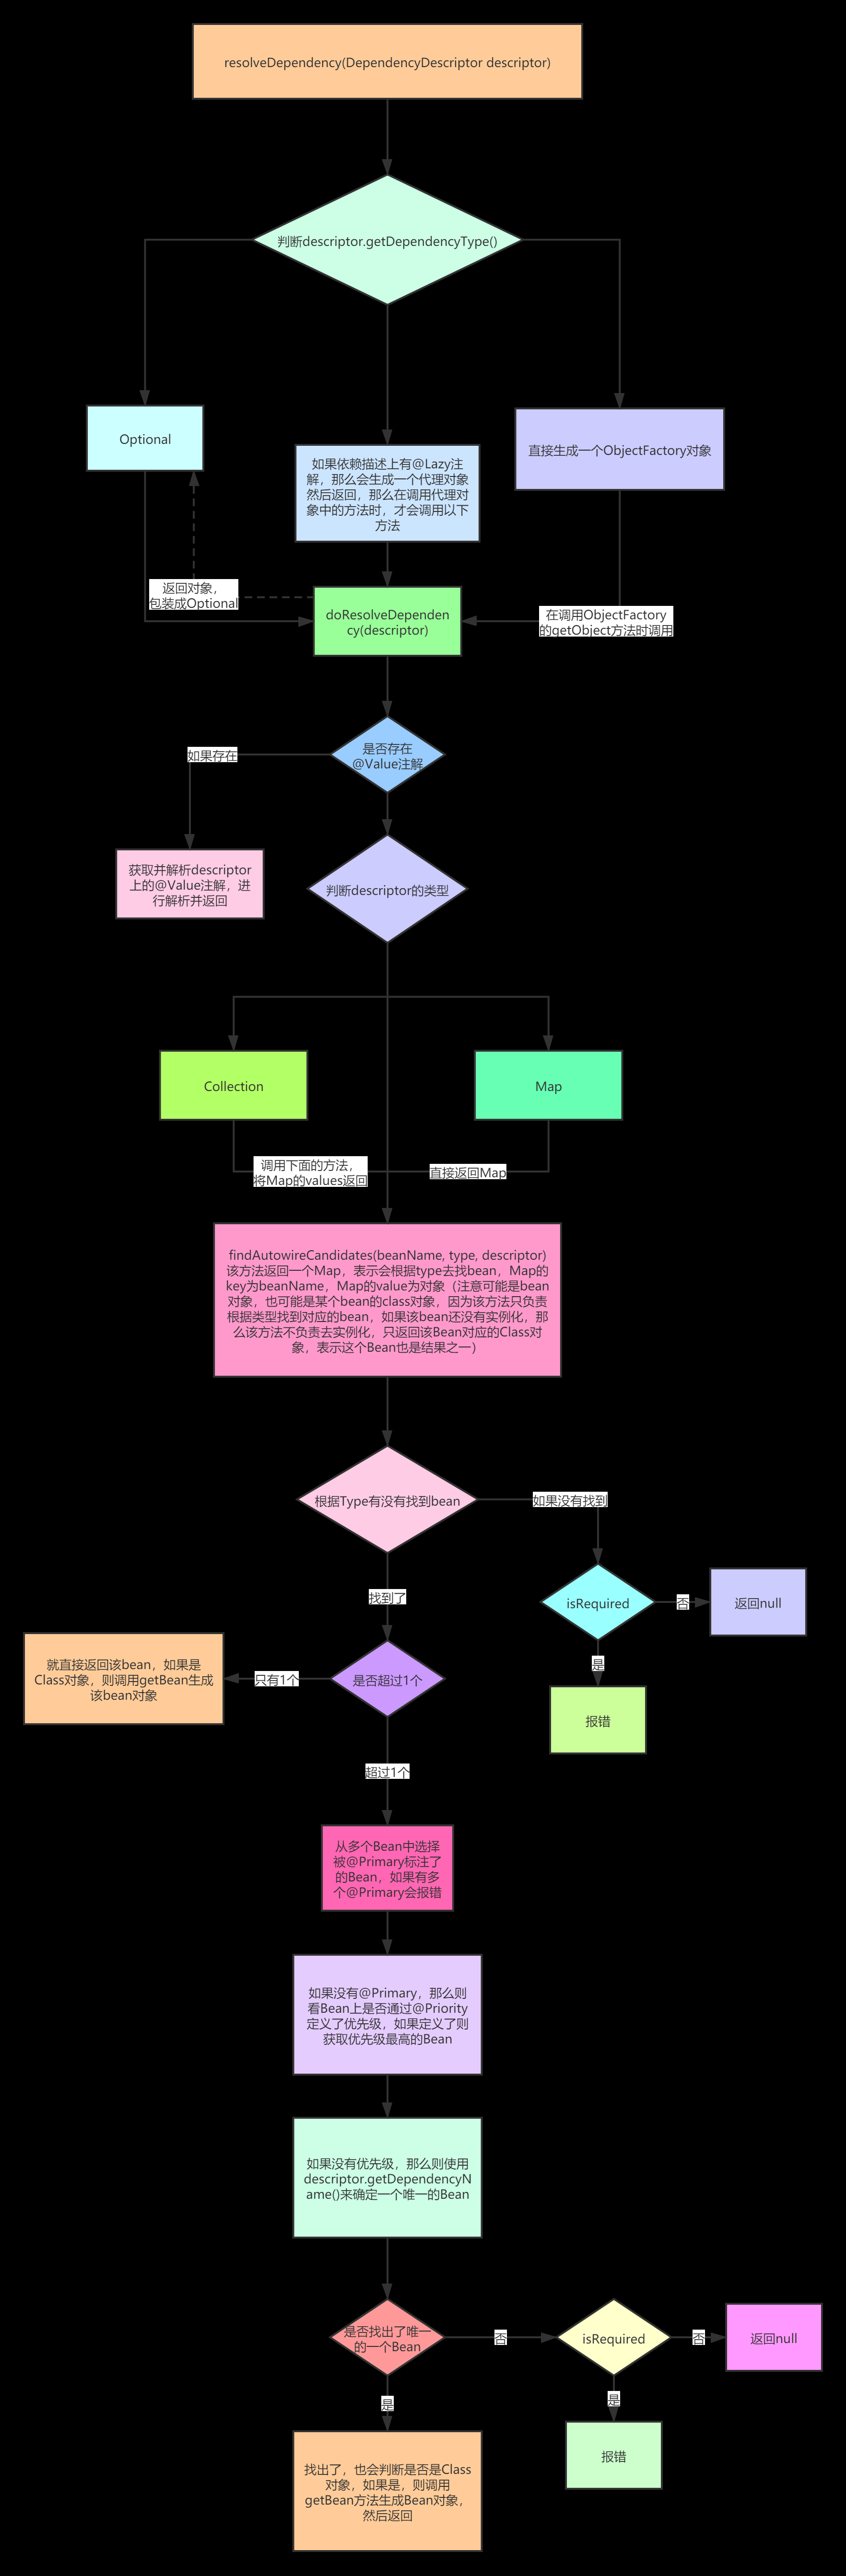 resolveDependency(DependencyDescriptor descriptor)
判断descriptor.getDependencyType()
Optional
如果依赖描述上有@Lazy注
解，那么会生成一个代理对象
然后返回，那么在调用代理对
象中的方法时，才会调用以下
方法
直接生成一个ObjectFactory对象
返回对象，
包装成Optional
doResolveDependen
cy(descriptor)
在调用ObjectFactory
的getObject方法时调用
是否存在
@Value注解
如果存在
获取并解析descriptor
上的@Value注解，进
行解析并返回
判断descriptor的类型
Collection
Map
调用下面的方法，
将Map的values返回
直接返回Map
findAutowireCandidates(beanName, type, descriptor)
该方法返回一个Map，表示会根据type去找bean，Map的
key为beanName，Map的value为对象（注意可能是bean
对象，也可能是某个bean的class对象，因为该方法只负责
根据类型找到对应的bean，如果该bean还没有实例化，那
么该方法不负责去实例化，只返回该Bean对应的Class对
象，表示这个Bean也是结果之一）
根据Type有没有找到bean
如果没有找到
找到了
isRequired
否
返回null
是
报错
是否超过1个
只有1个
就直接返回该bean，如果是
Class对象，则调用getBean生成
该bean对象
超过1个
从多个Bean中选择
被@Primary标注了
的Bean，如果有多
个@Primary会报错
如果没有@Primary，那么则
看Bean上是否通过@Priority
定义了优先级，如果定义了则
获取优先级最高的Bean
如果没有优先级，那么则使用
descriptor.getDependencyN
ame()来确定一个唯一的Bean
是否找出了唯一
的一个Bean
否
isRequired
否
返回null
是
是
报错
找出了，也会判断是否是Class
对象，如果是，则调用
getBean方法生成Bean对象，
然后返回